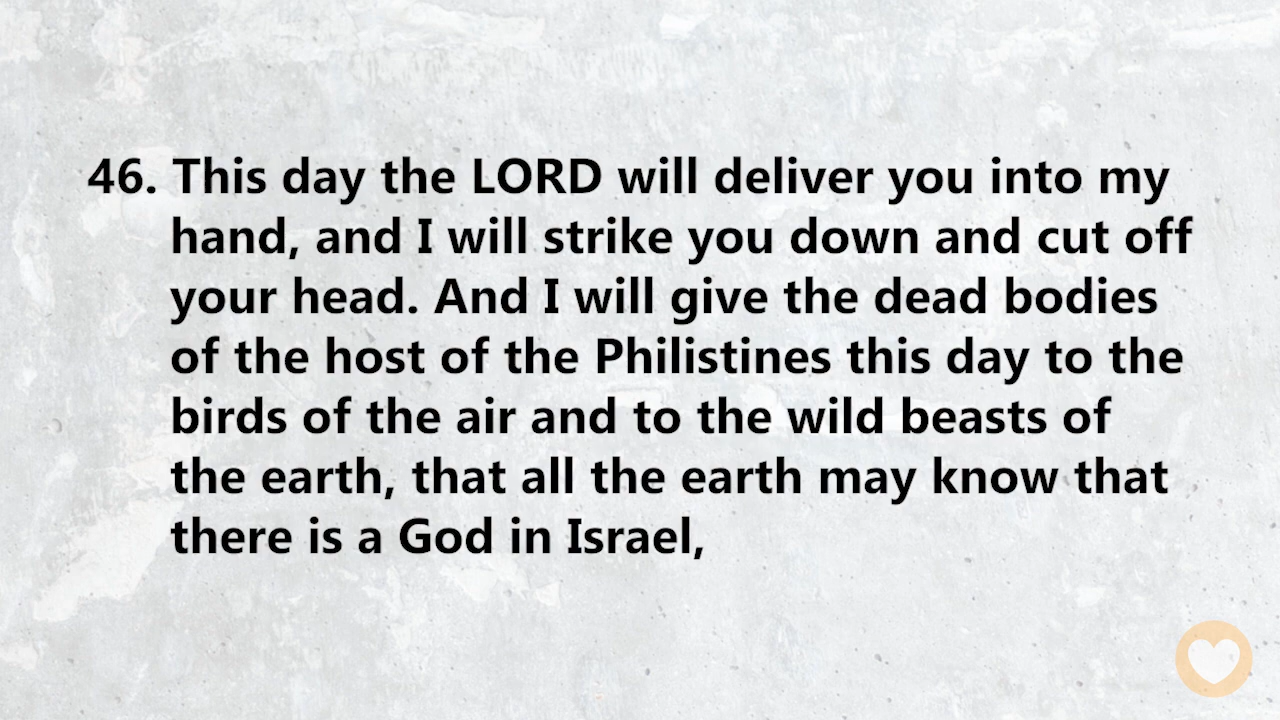 46. This day the LORD will deliver you into my
hand, and I will strike you down and cut off
your head. And I will give the dead bodies
of the host of the Philistines this day to the
birds of the air and to the wild beasts of
the earth, that all the earth may know that
there is a God in Israel,